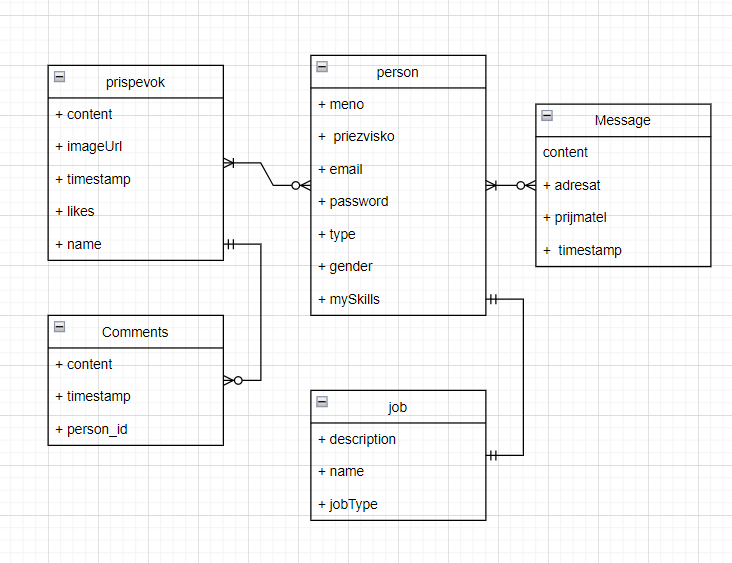 prispevok
+ content
+ imageUrl
+ timestamp
+ likes
+ name
person
+ meno
+ priezvisko
+ email
+ password
+ type
+ gender
+ mySkills
Message
content
+ adresat
+ prijmatel
+ timestamp
Comments
+ content
+ timestamp
+ person_id
job
+ description
+ name
+ jobType